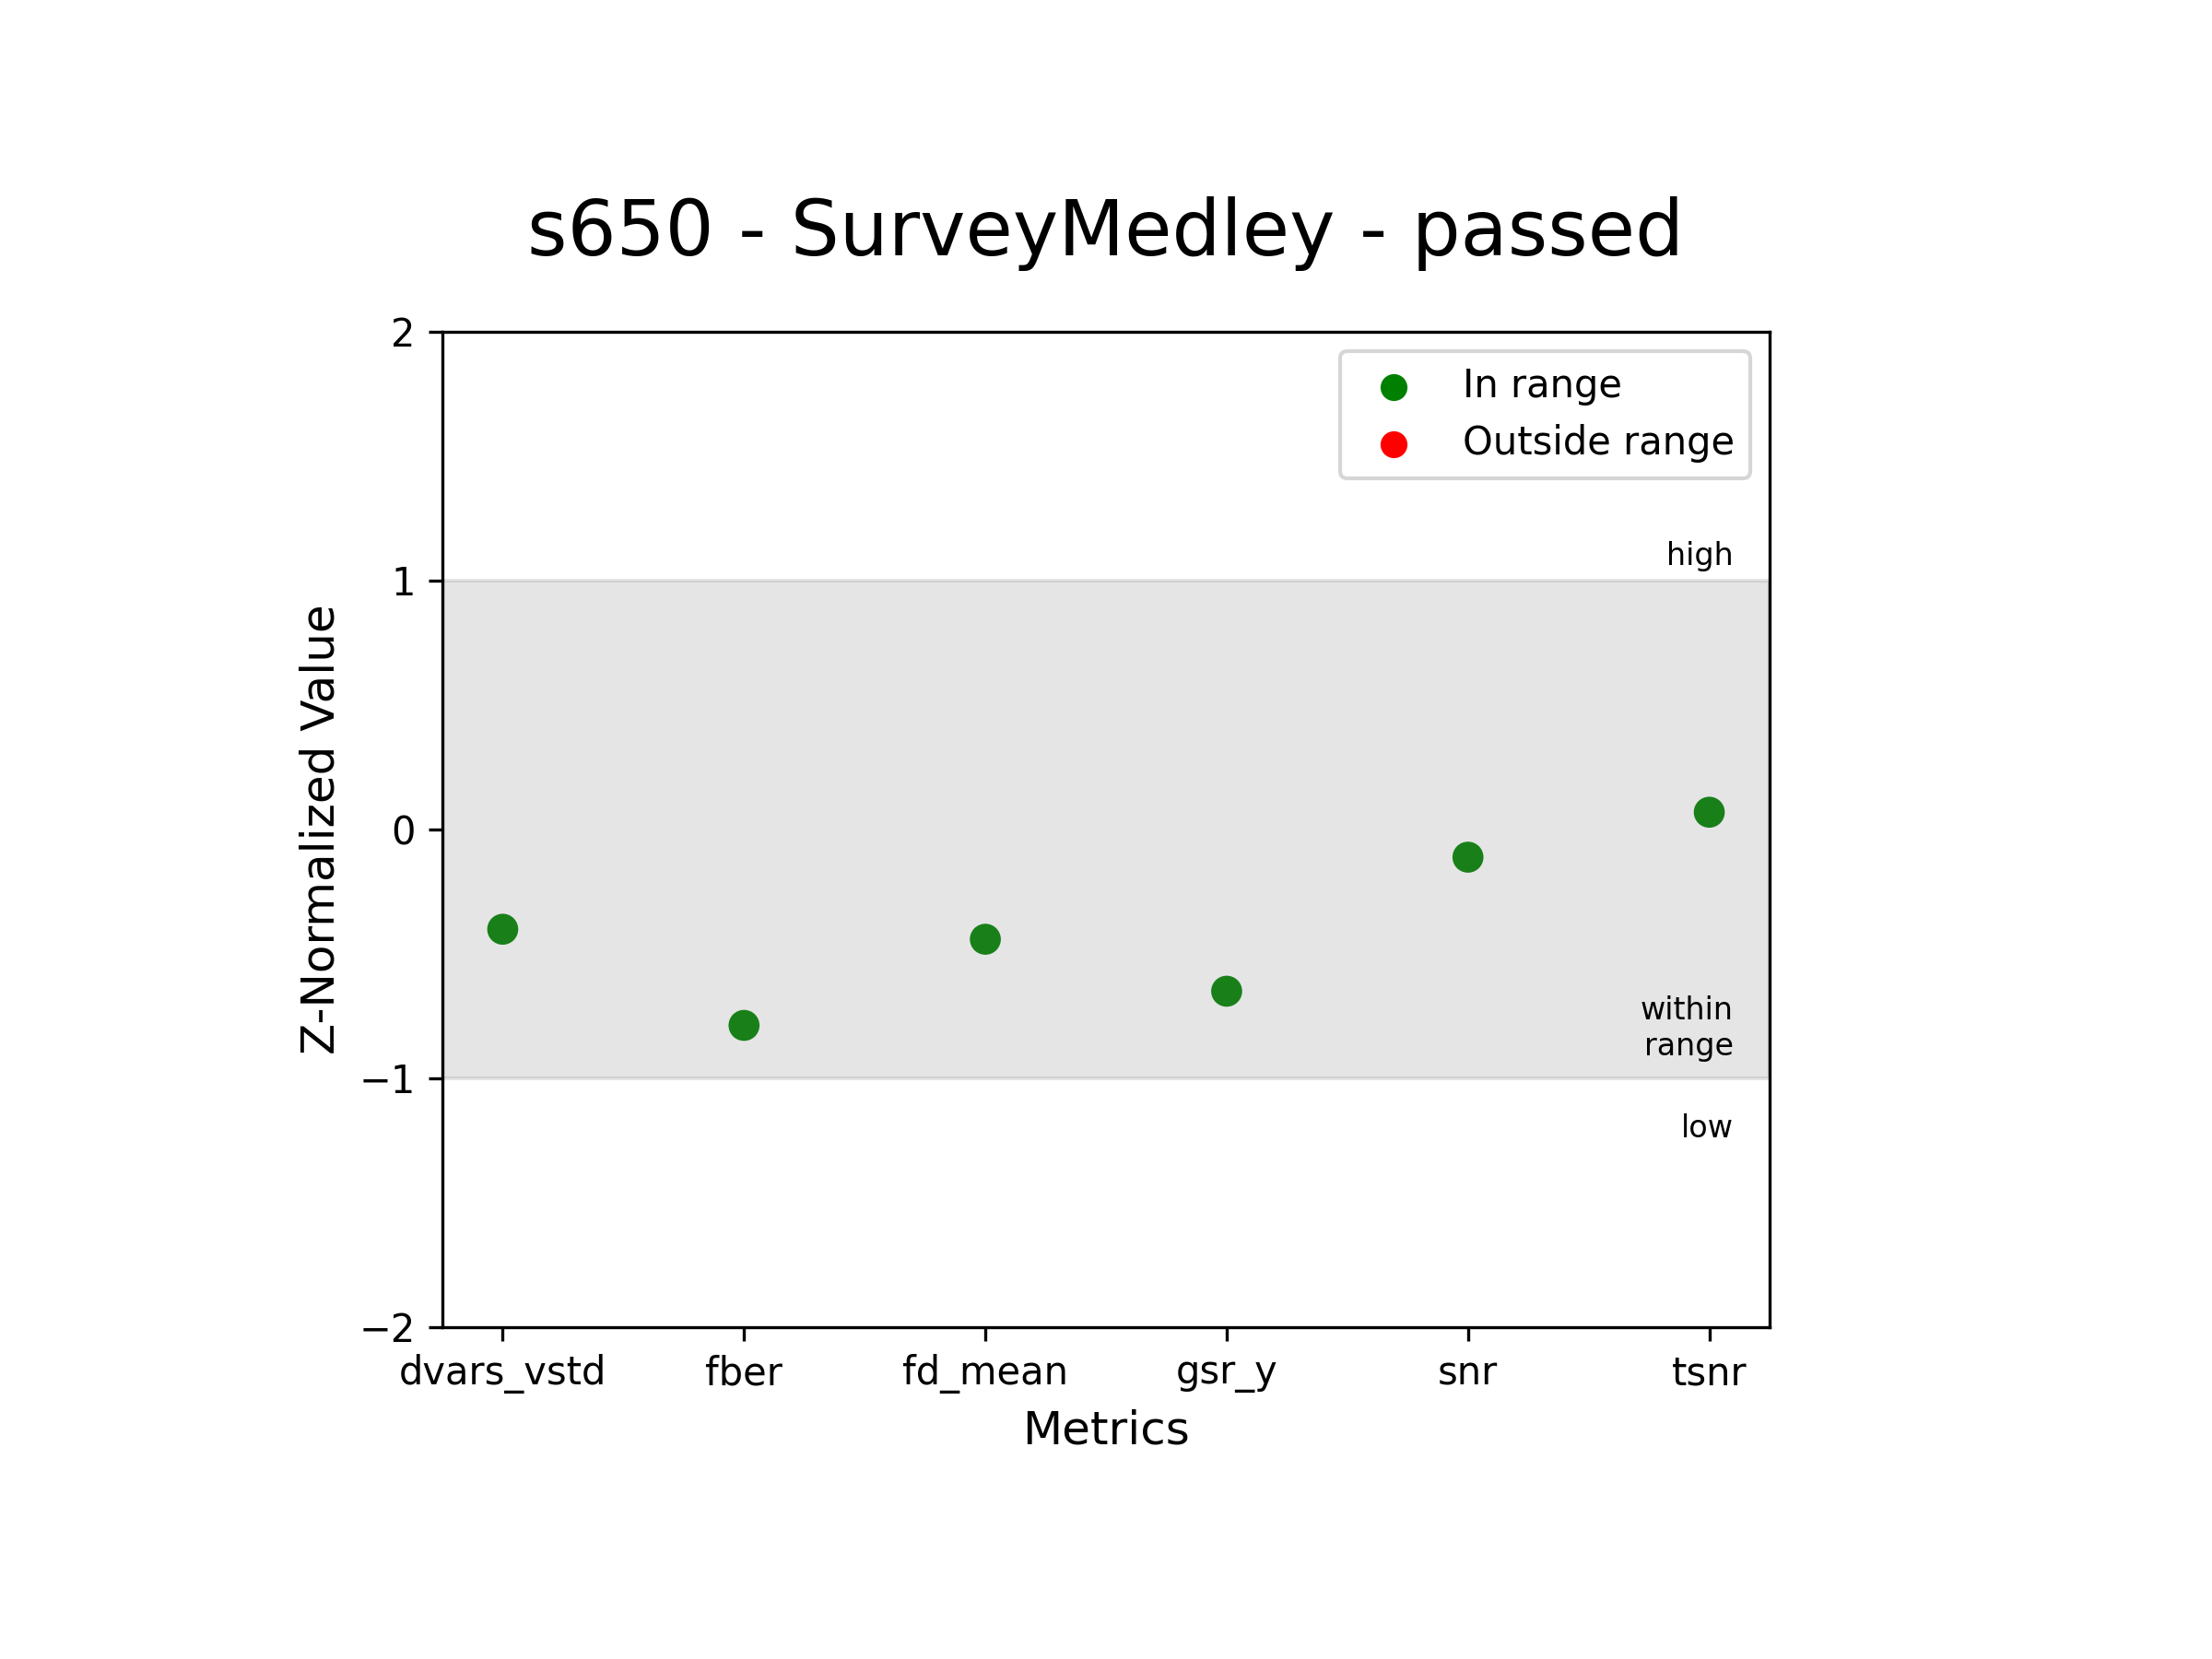 s650 - SurveyMedley - passed
2
In range
Outside range
high
1
Z-Normalized Value
0
within
range
−1
low
−2
dvars_vstd fber fd_mean gsr_y snr tsnr
Metrics